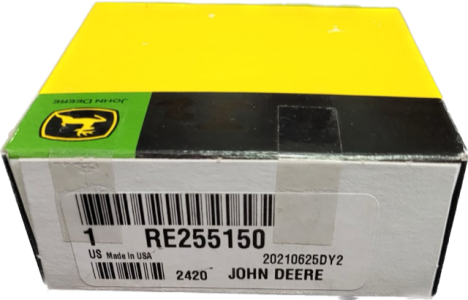 JOHN DEERE
1 RE255150
US Made in USA 20210625DY2
2420 JOHN DEERE